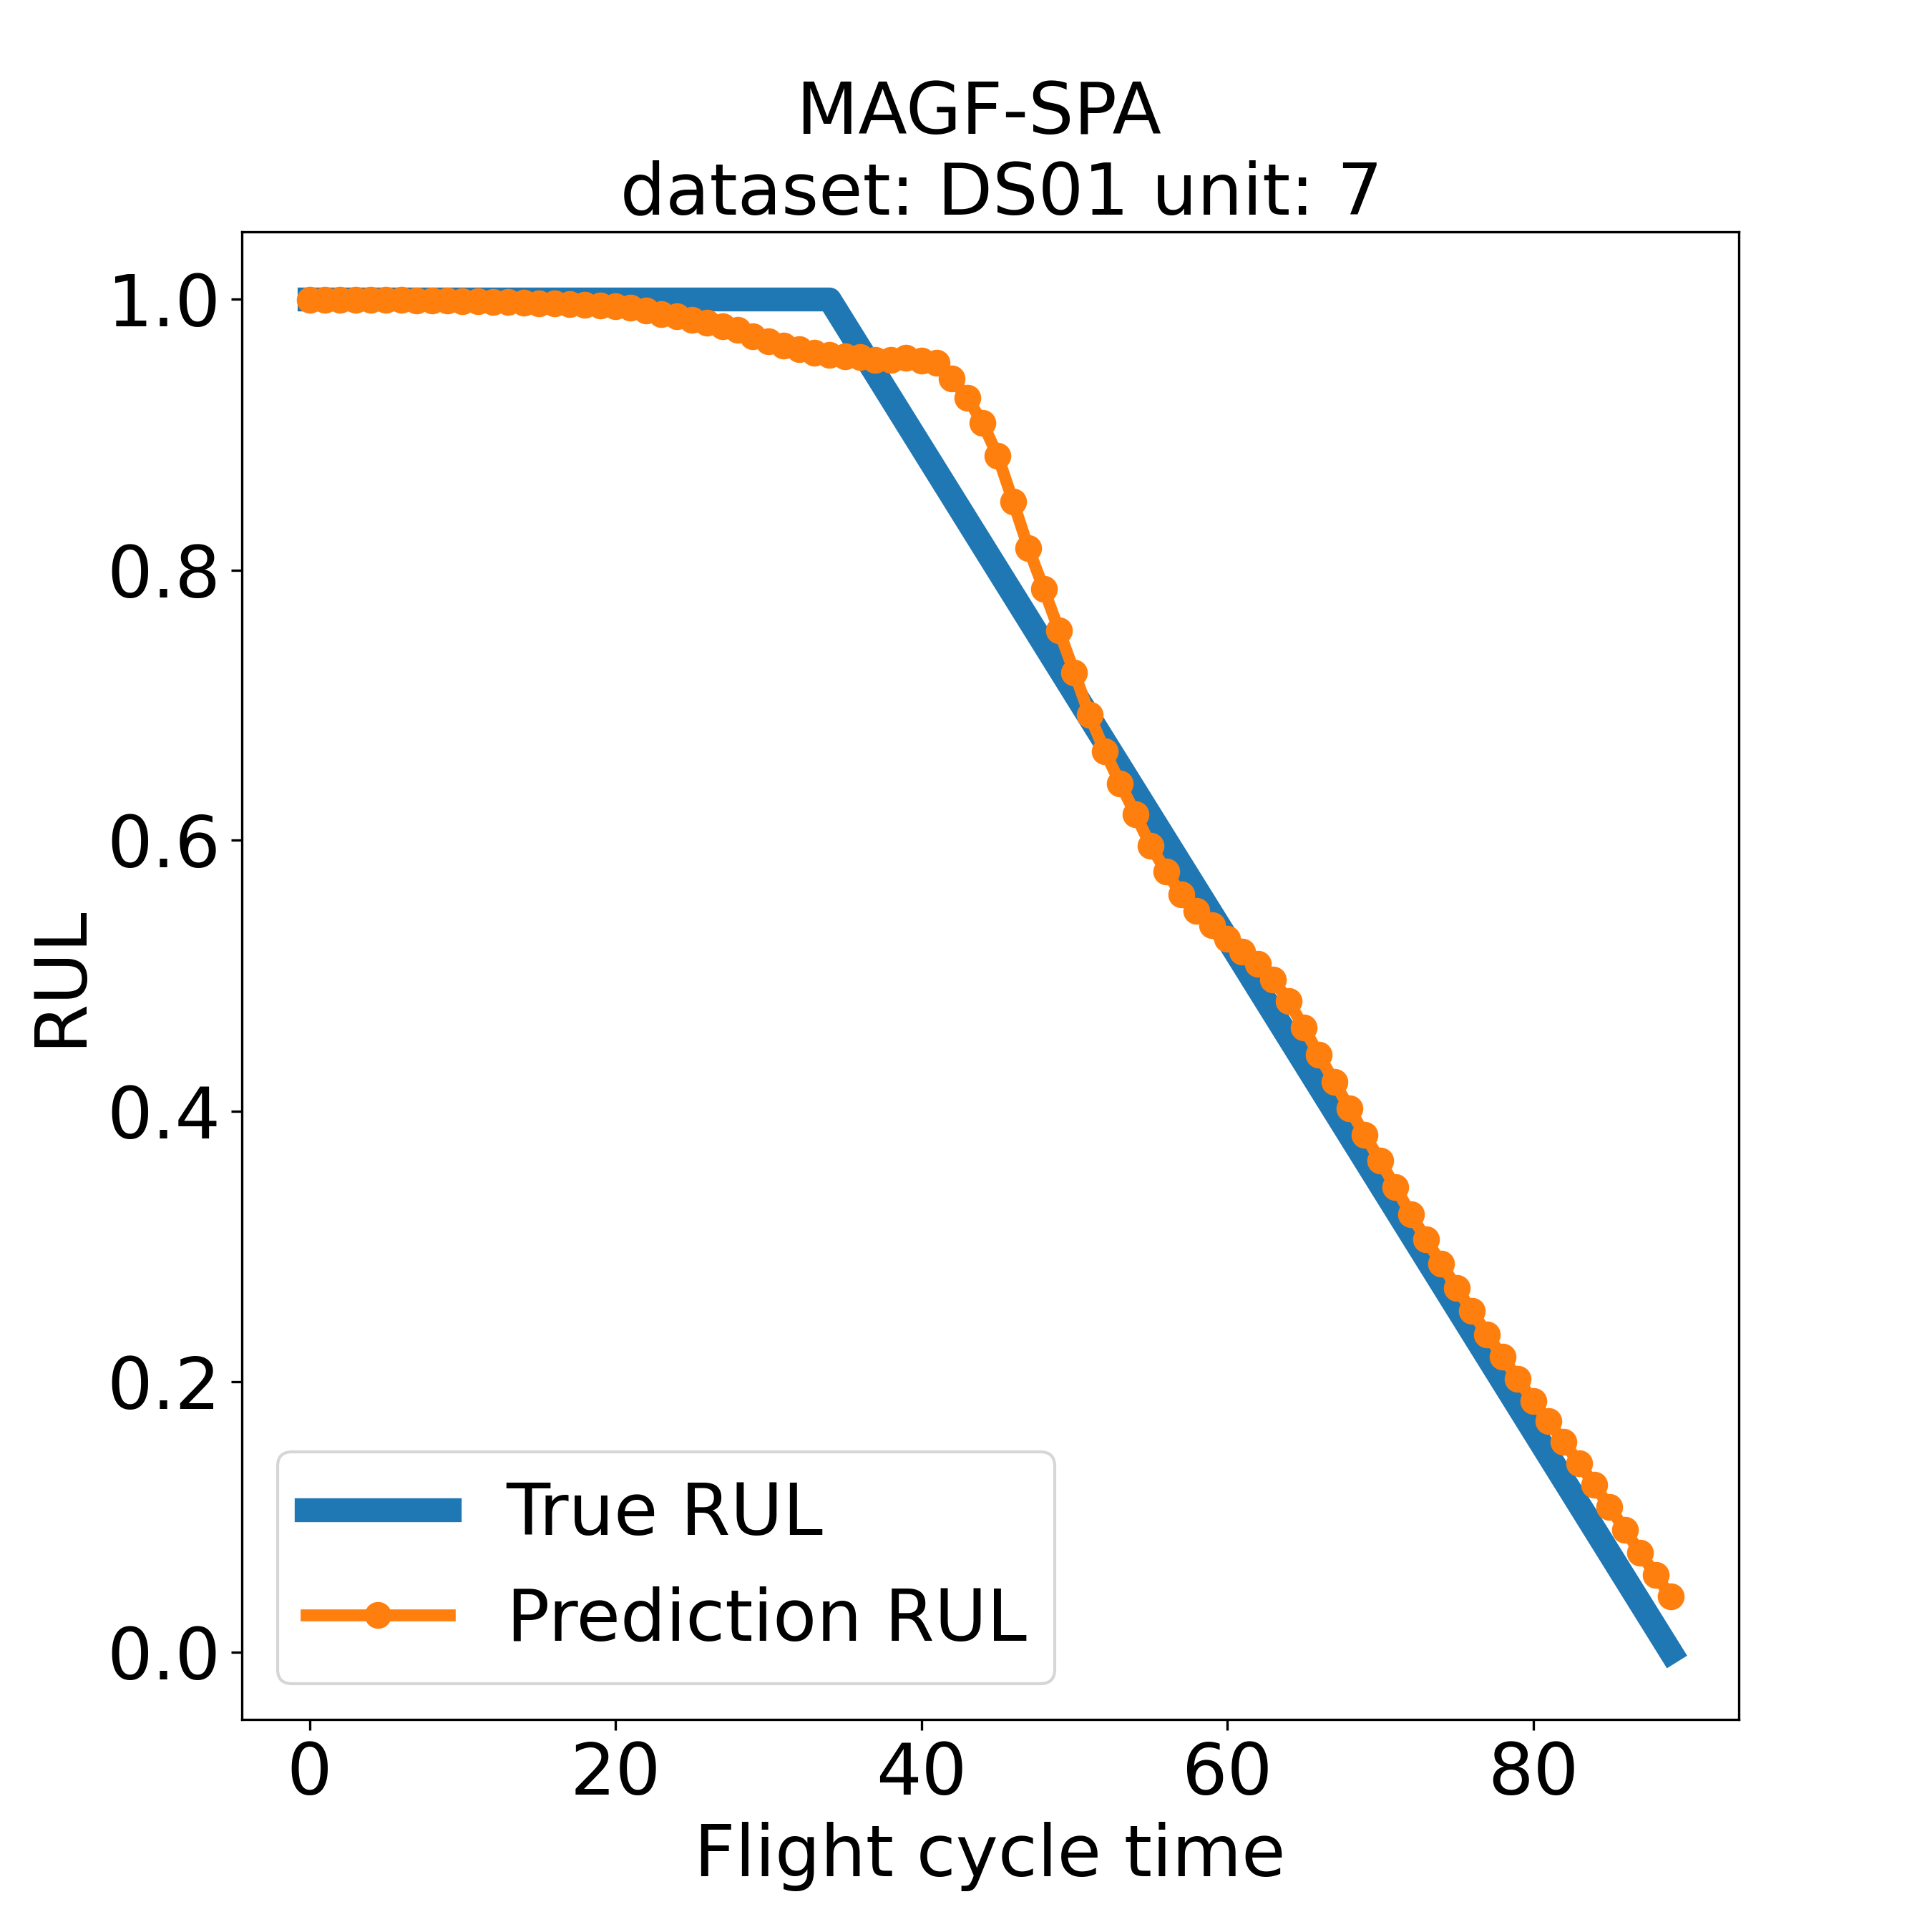 MAGF-SPA
dataset: DS01 unit: 7
1.0
0.8
0.6
0.4
0.2
0.0
RUL
True RUL
Prediction RUL
0 20 40 60 80
Flight cycle time